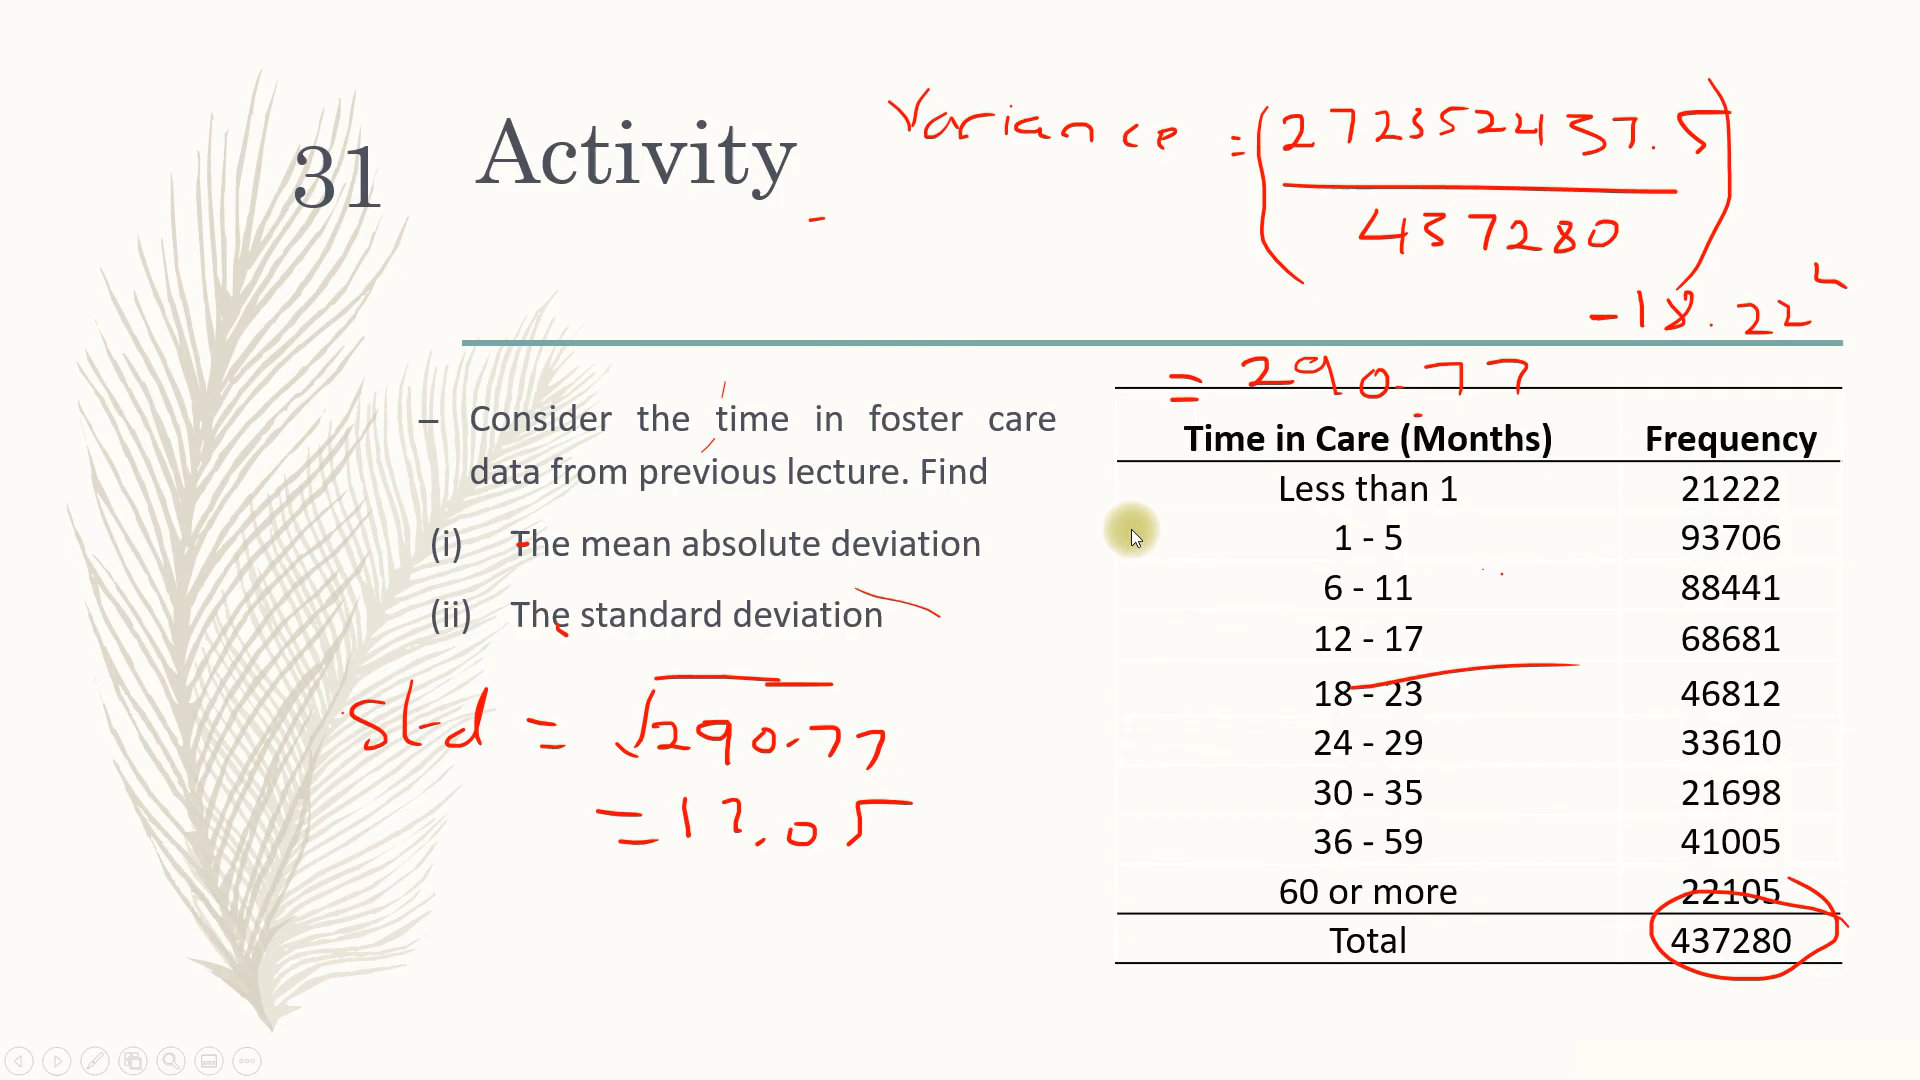 31
Activity
Variance = (272352437.5 / 437280) - 18.22²
= 290.77
– Consider the time in foster care
data from previous lecture. Find
(i) The mean absolute deviation
(ii) The standard deviation
Std = √290.77
= 17.05
Time in Care (Months) Frequency
Less than 1 21222
1 - 5 93706
6 - 11 88441
12 - 17 68681
18 - 23 46812
24 - 29 33610
30 - 35 21698
36 - 59 41005
60 or more 22105
Total 437280